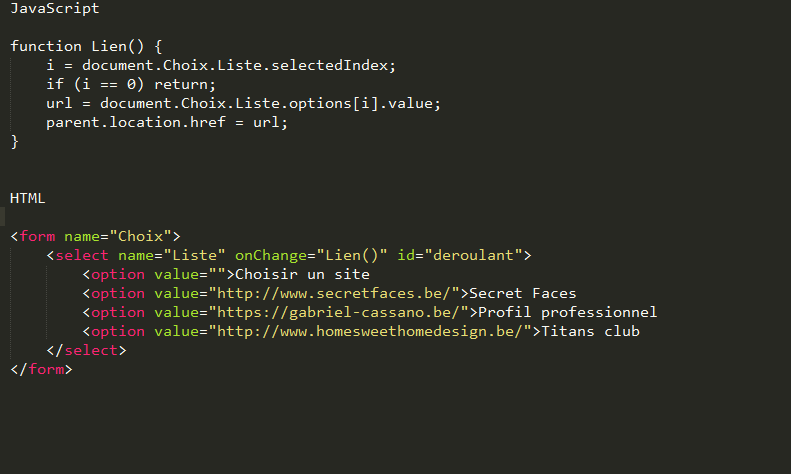 JavaScript
function Lien() {
i = document.Choix.Liste.selectedIndex;
if (i == 0) return;
url = document.Choix.Liste.options[i].value;
parent.location.href = url;
}
HTML
<form name="Choix">
<select name="Liste" onChange="Lien()" id="deroulant">
<option value="">Choisir un site
<option value="http://www.secretfaces.be/">Secret Faces
<option value="https://gabriel-cassano.be/">Profil professionnel
<option value="http://www.homesweethomedesign.be/">Titans club
</select>
</form>